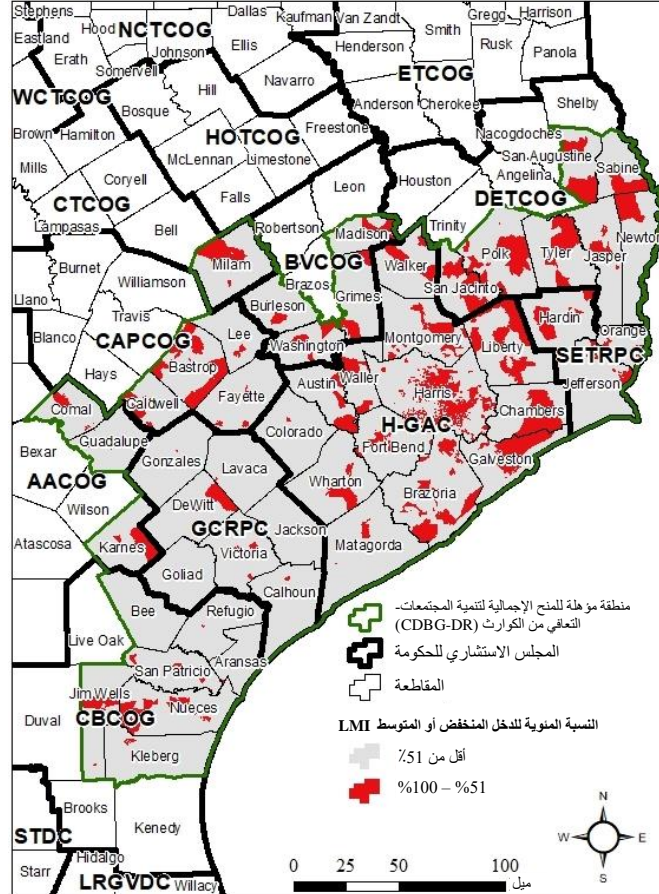 Stephens
Hood
NCTCOG
Dallas
Kaufman
Van Zandt
Gregg
Harrison
Eastland
Erath
Johnson
Ellis
Henderson
Smith
Rusk
Panola
Somervell
Navarro
ETCOG
WCTCOG
Hill
Bosque
Anderson
Cherokee
Shelby
Brown
Hamilton
HOTCOG
Freestone
Nacogdoches
McLennan
Limestone
San Augustine
Sabine
Mills
Coryell
Angelina
Leon
Houston
CTCOG
Falls
DETCOG
Lampasas
Bell
Robertson
Madison
Trinity
Newton
Burnet
Milam
BVCOG
Walker
Polk
Tyler
Jasper
Williamson
Brazos
San Jacinto
Llano
Burleson
Grimes
Travis
Lee
Hardin
Blanco
CAPCOG
Washington
Montgomery
Liberty
Orange
SETRPC
Hays
Bastrop
Austin
Waller
Harris
Jefferson
Comal
Caldwell
Fayette
Chambers
H-GAC
Guadalupe
Colorado
Fort Bend
Bexar
Gonzales
Galveston
AACOG
Lavaca
Wharton
Brazoria
Wilson
DeWitt
GCRPC
Jackson
Atascosa
Karnes
Victoria
Matagorda
Goliad
Calhoun
Bee
Refugio
Live Oak
Aransas
San Patricio
Jim Wells
Nueces
Duval
CBCOG
Kleberg
Brooks
Kenedy
STDC
Hidalgo
Starr
LRGVDC
Willacy
منطقة مؤهلة للمنح الإجمالية لتنمية المجتمعات-
التعافي من الكوارث (CDBG-DR)
المجلس الاستشاري للحكومة
المقاطعة
النسبة المئوية للدخل المنخفض أو المتوسط LMI
أقل من 51٪
%100 – %51
N
W
E
S
0
25
50
100
ميل